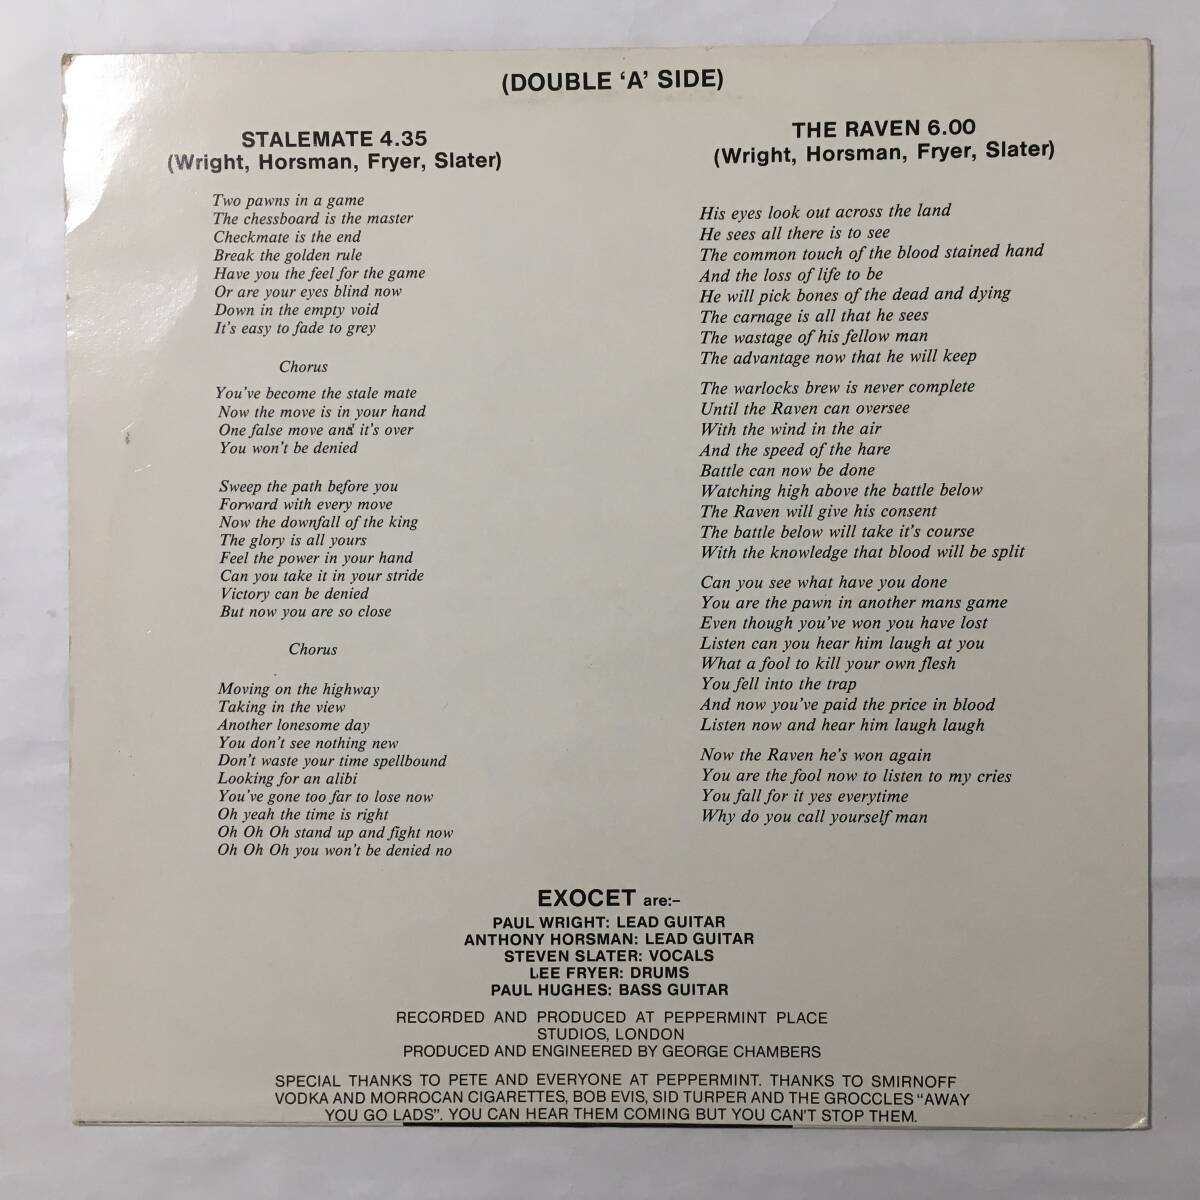 (DOUBLE ‘A’ SIDE)
STALEMATE 4.35
(Wright, Horsman, Fryer, Slater)
Two pawns in a game
The chessboard is the master
Checkmate is the end
Break the golden rule
Have you the feel for the game
Or are your eyes blind now
Down in the empty void
It's easy to fade to grey
Chorus
You've become the stale mate
Now the move is in your hand
One false move and it's over
You won't be denied
Sweep the path before you
Forward with every move
Now the downfall of the king
The glory is all yours
Feel the power in your hand
Can you take it in your stride
Victory can be denied
But now you are so close
Chorus
Moving on the highway
Taking in the view
Another lonesome day
You don't see nothing new
Don't waste your time spellbound
Looking for an alibi
You've gone too far to lose now
Oh yeah the time is right
Oh Oh Oh stand up and fight now
Oh Oh Oh you won't be denied no
THE RAVEN 6.00
(Wright, Horsman, Fryer, Slater)
His eyes look out across the land
He sees all there is to see
The common touch of the blood stained hand
And the loss of life to be
He will pick bones of the dead and dying
The carnage is all that he sees
The wastage of his fellow man
The advantage now that he will keep
The warlocks brew is never complete
Until the Raven can oversee
With the wind in the air
And the speed of the hare
Battle can now be done
Watching high above the battle below
The Raven will give his consent
The battle below will take it's course
With the knowledge that blood will be split
Can you see what have you done
You are the pawn in another mans game
Even though you've won you have lost
Listen can you hear him laugh at you
What a fool to kill your own flesh
You fell into the trap
And now you've paid the price in blood
Listen now and hear him laugh laugh
Now the Raven he's won again
You are the fool now to listen to my cries
You fall for it yes everytime
Why do you call yourself man
EXOCET are:–
PAUL WRIGHT: LEAD GUITAR
ANTHONY HORSMAN: LEAD GUITAR
STEVEN SLATER: VOCALS
LEE FRYER: DRUMS
PAUL HUGHES: BASS GUITAR
RECORDED AND PRODUCED AT PEPPERMINT PLACE
STUDIOS, LONDON
PRODUCED AND ENGINEERED BY GEORGE CHAMBERS
SPECIAL THANKS TO PETE AND EVERYONE AT PEPPERMINT. THANKS TO SMIRNOFF
VODKA AND MORROCAN CIGARETTES, BOB EVIS, SID TURPER AND THE GROCCLES “AWAY
YOU GO LADS”. YOU CAN HEAR THEM COMING BUT YOU CAN'T STOP THEM.